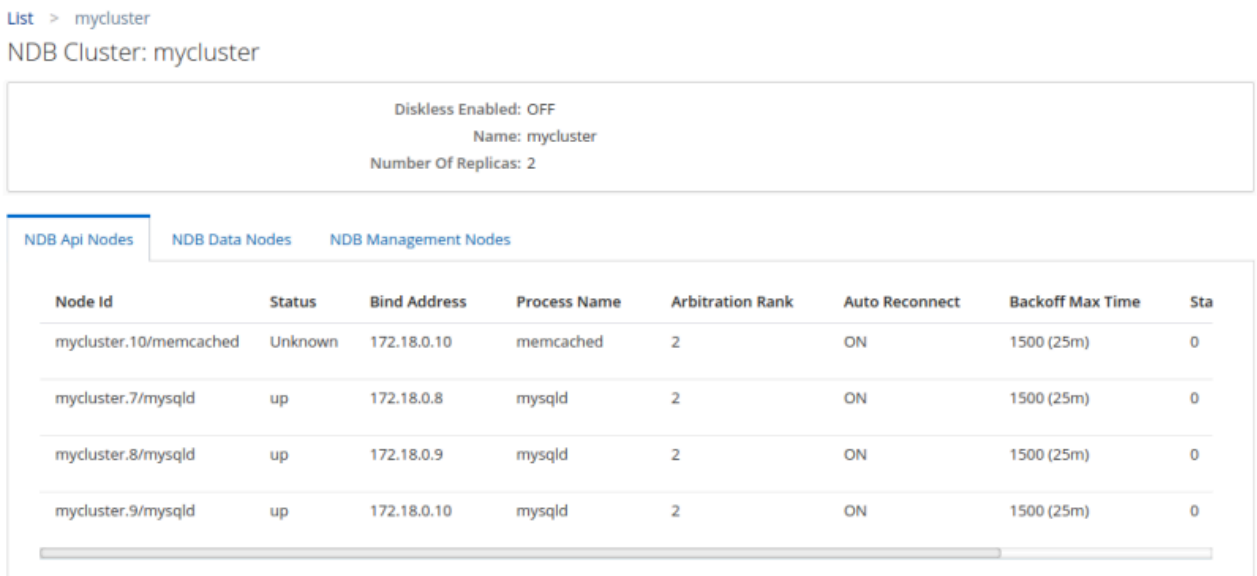 List > mycluster
NDB Cluster: mycluster
Diskless Enabled: OFF
Name: mycluster
Number Of Replicas: 2
NDB Api Nodes NDB Data Nodes NDB Management Nodes
Node Id Status Bind Address Process Name Arbitration Rank Auto Reconnect Backoff Max Time Sta
mycluster.10/memcached Unknown 172.18.0.10 memcached 2 ON 1500 (25m) 0
mycluster.7/mysqld up 172.18.0.8 mysqld 2 ON 1500 (25m) 0
mycluster.8/mysqld up 172.18.0.9 mysqld 2 ON 1500 (25m) 0
mycluster.9/mysqld up 172.18.0.10 mysqld 2 ON 1500 (25m) 0